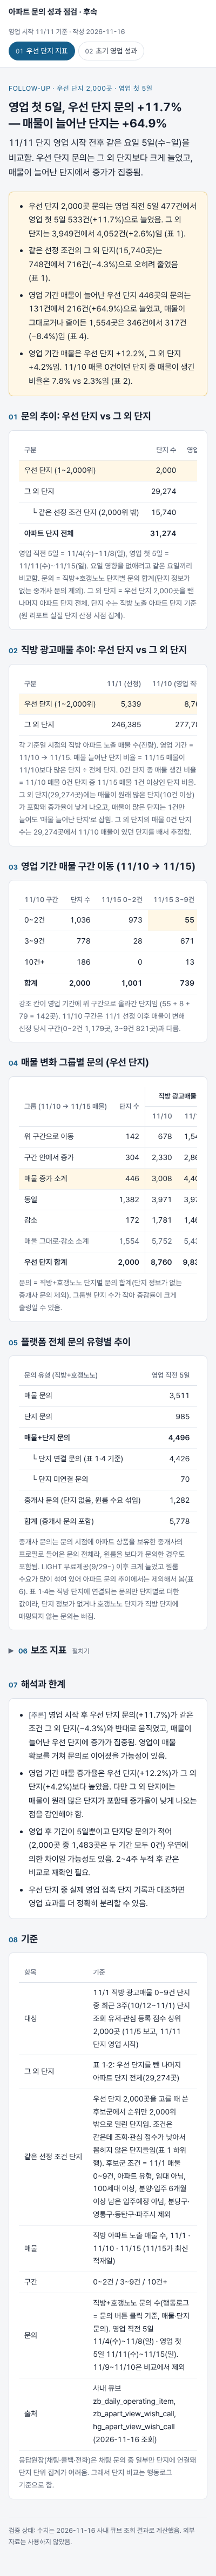 아파트 문의 성과 점검 · 후속
영업 시작 11/11 기준 · 작성 2026-11-16
01 우선 단지 지표
02 초기 영업 성과
FOLLOW-UP · 우선 단지 2,000곳 · 영업 첫 5일
영업 첫 5일, 우선 단지 문의 +11.7%
— 매물이 늘어난 단지는 +64.9%
11/11 단지 영업 시작 전후 같은 요일 5일(수~일)을
비교함. 우선 단지 문의는 그 외 단지보다 크게 늘었고,
매물이 늘어난 단지에서 증가가 집중됨.
• 우선 단지 2,000곳 문의는 영업 직전 5일 477건에서
영업 첫 5일 533건(+11.7%)으로 늘었음. 그 외
단지는 3,949건에서 4,052건(+2.6%)임 (표 1).
• 같은 선정 조건의 그 외 단지(15,740곳)는
748건에서 716건(−4.3%)으로 오히려 줄었음
(표 1).
• 영업 기간 매물이 늘어난 우선 단지 446곳의 문의는
131건에서 216건(+64.9%)으로 늘었고, 매물이
그대로거나 줄어든 1,554곳은 346건에서 317건
(−8.4%)임 (표 4).
• 영업 기간 매물은 우선 단지 +12.2%, 그 외 단지
+4.2%임. 11/10 매물 0건이던 단지 중 매물이 생긴
비율은 7.8% vs 2.3%임 (표 2).
01 문의 추이: 우선 단지 vs 그 외 단지
구분 단지 수 영업
우선 단지 (1~2,000위) 2,000
그 외 단지 29,274
└ 같은 선정 조건 단지 (2,000위 밖) 15,740
아파트 단지 전체 31,274
영업 직전 5일 = 11/4(수)~11/8(일), 영업 첫 5일 =
11/11(수)~11/15(일). 요일 영향을 없애려고 같은 요일끼리
비교함. 문의 = 직방+호갱노노 단지별 문의 합계(단지 정보가
없는 중개사 문의 제외). 그 외 단지 = 우선 단지 2,000곳을 뺀
나머지 아파트 단지 전체. 단지 수는 직방 노출 아파트 단지 기준
(원 리포트 실질 단지 산정 시점 집계).
02 직방 광고매물 추이: 우선 단지 vs 그 외 단지
구분 11/1 (선정) 11/10 (영업 직
우선 단지 (1~2,000위) 5,339 8,76
그 외 단지 246,385 277,78
각 기준일 시점의 직방 아파트 노출 매물 수(잔량). 영업 기간 =
11/10 → 11/15. 매물 늘어난 단지 비율 = 11/15 매물이
11/10보다 많은 단지 ÷ 전체 단지. 0건 단지 중 매물 생긴 비율
= 11/10 매물 0건 단지 중 11/15 매물 1건 이상인 단지 비율.
그 외 단지(29,274곳)에는 매물이 원래 많은 단지(10건 이상)
가 포함돼 증가율이 낮게 나오고, 매물이 많은 단지는 1건만
늘어도 '매물 늘어난 단지'로 잡힘. 그 외 단지의 매물 0건 단지
수는 29,274곳에서 11/10 매물이 있던 단지를 빼서 추정함.
03 영업 기간 매물 구간 이동 (11/10 → 11/15)
11/10 구간 단지 수 11/15 0~2건 11/15 3~9건
0~2건 1,036 973 55
3~9건 778 28 671
10건+ 186 0 13
합계 2,000 1,001 739
강조 칸이 영업 기간에 위 구간으로 올라간 단지임 (55 + 8 +
79 = 142곳). 11/10 구간은 11/1 선정 이후 매물이 변해
선정 당시 구간(0~2건 1,179곳, 3~9건 821곳)과 다름.
04 매물 변화 그룹별 문의 (우선 단지)
직방 광고매물
그룹 (11/10 → 11/15 매물) 단지 수 11/10 11/1
위 구간으로 이동 142 678 1,54
구간 안에서 증가 304 2,330 2,86
매물 증가 소계 446 3,008 4,40
동일 1,382 3,971 3,97
감소 172 1,781 1,46
매물 그대로·감소 소계 1,554 5,752 5,43
우선 단지 합계 2,000 8,760 9,83
문의 = 직방+호갱노노 단지별 문의 합계(단지 정보가 없는
중개사 문의 제외). 그룹별 단지 수가 작아 증감률이 크게
출렁일 수 있음.
05 플랫폼 전체 문의 유형별 추이
문의 유형 (직방+호갱노노) 영업 직전 5일
매물 문의 3,511
단지 문의 985
매물+단지 문의 4,496
└ 단지 연결 문의 (표 1·4 기준) 4,426
└ 단지 미연결 문의 70
중개사 문의 (단지 없음, 원룸 수요 섞임) 1,282
합계 (중개사 문의 포함) 5,778
중개사 문의는 문의 시점에 아파트 상품을 보유한 중개사의
프로필로 들어온 문의 전체라, 원룸을 보다가 문의한 경우도
포함됨. LIGHT 무료제공(9/29~) 이후 크게 늘었고 원룸
수요가 많이 섞여 있어 아파트 문의 추이에서는 제외해서 봄(표
6). 표 1·4는 직방 단지에 연결되는 문의만 단지별로 더한
값이라, 단지 정보가 없거나 호갱노노 단지가 직방 단지에
매핑되지 않는 문의는 빠짐.
▶ 06 보조 지표 펼치기
07 해석과 한계
• [추론] 영업 시작 후 우선 단지 문의(+11.7%)가 같은
조건 그 외 단지(−4.3%)와 반대로 움직였고, 매물이
늘어난 우선 단지에 증가가 집중됨. 영업이 매물
확보를 거쳐 문의로 이어졌을 가능성이 있음.
• 영업 기간 매물 증가율은 우선 단지(+12.2%)가 그 외
단지(+4.2%)보다 높았음. 다만 그 외 단지에는
매물이 원래 많은 단지가 포함돼 증가율이 낮게 나오는
점을 감안해야 함.
• 영업 후 기간이 5일뿐이고 단지당 문의가 적어
(2,000곳 중 1,483곳은 두 기간 모두 0건) 우연에
의한 차이일 가능성도 있음. 2~4주 누적 후 같은
비교로 재확인 필요.
• 우선 단지 중 실제 영업 접촉 단지 기록과 대조하면
영업 효과를 더 정확히 분리할 수 있음.
08 기준
항목 기준
대상
11/1 직방 광고매물 0~9건 단지
중 최근 3주(10/12~11/1) 단지
조회 유저·관심 등록 점수 상위
2,000곳 (11/5 보고, 11/11
단지 영업 시작)
그 외 단지
표 1·2: 우선 단지를 뺀 나머지
아파트 단지 전체(29,274곳)
같은 선정 조건 단지
우선 단지 2,000곳을 고를 때 쓴
후보군에서 순위만 2,000위
밖으로 밀린 단지임. 조건은
같은데 조회·관심 점수가 낮아서
뽑히지 않은 단지들임(표 1 하위
행). 후보군 조건 = 11/1 매물
0~9건, 아파트 유형, 임대 아님,
100세대 이상, 분양·입주 6개월
이상 남은 입주예정 아님, 분당구·
영통구·동탄구·파주시 제외
매물
직방 아파트 노출 매물 수, 11/1 ·
11/10 · 11/15 (11/15가 최신
적재일)
구간 0~2건 / 3~9건 / 10건+
문의
직방+호갱노노 문의 수(행동로그
= 문의 버튼 클릭 기준, 매물·단지
문의). 영업 직전 5일
11/4(수)~11/8(일) · 영업 첫
5일 11/11(수)~11/15(일).
11/9~11/10은 비교에서 제외
출처
사내 큐브
zb_daily_operating_item,
zb_apart_view_wish_call,
hg_apart_view_wish_call
(2026-11-16 조회)
응답원장(채팅·콜백·전화)은 채팅 문의 중 일부만 단지에 연결돼
단지 단위 집계가 어려움. 그래서 단지 비교는 행동로그
기준으로 함.
검증 상태: 수치는 2026-11-16 사내 큐브 조회 결과로 계산했음. 외부
자료는 사용하지 않았음.